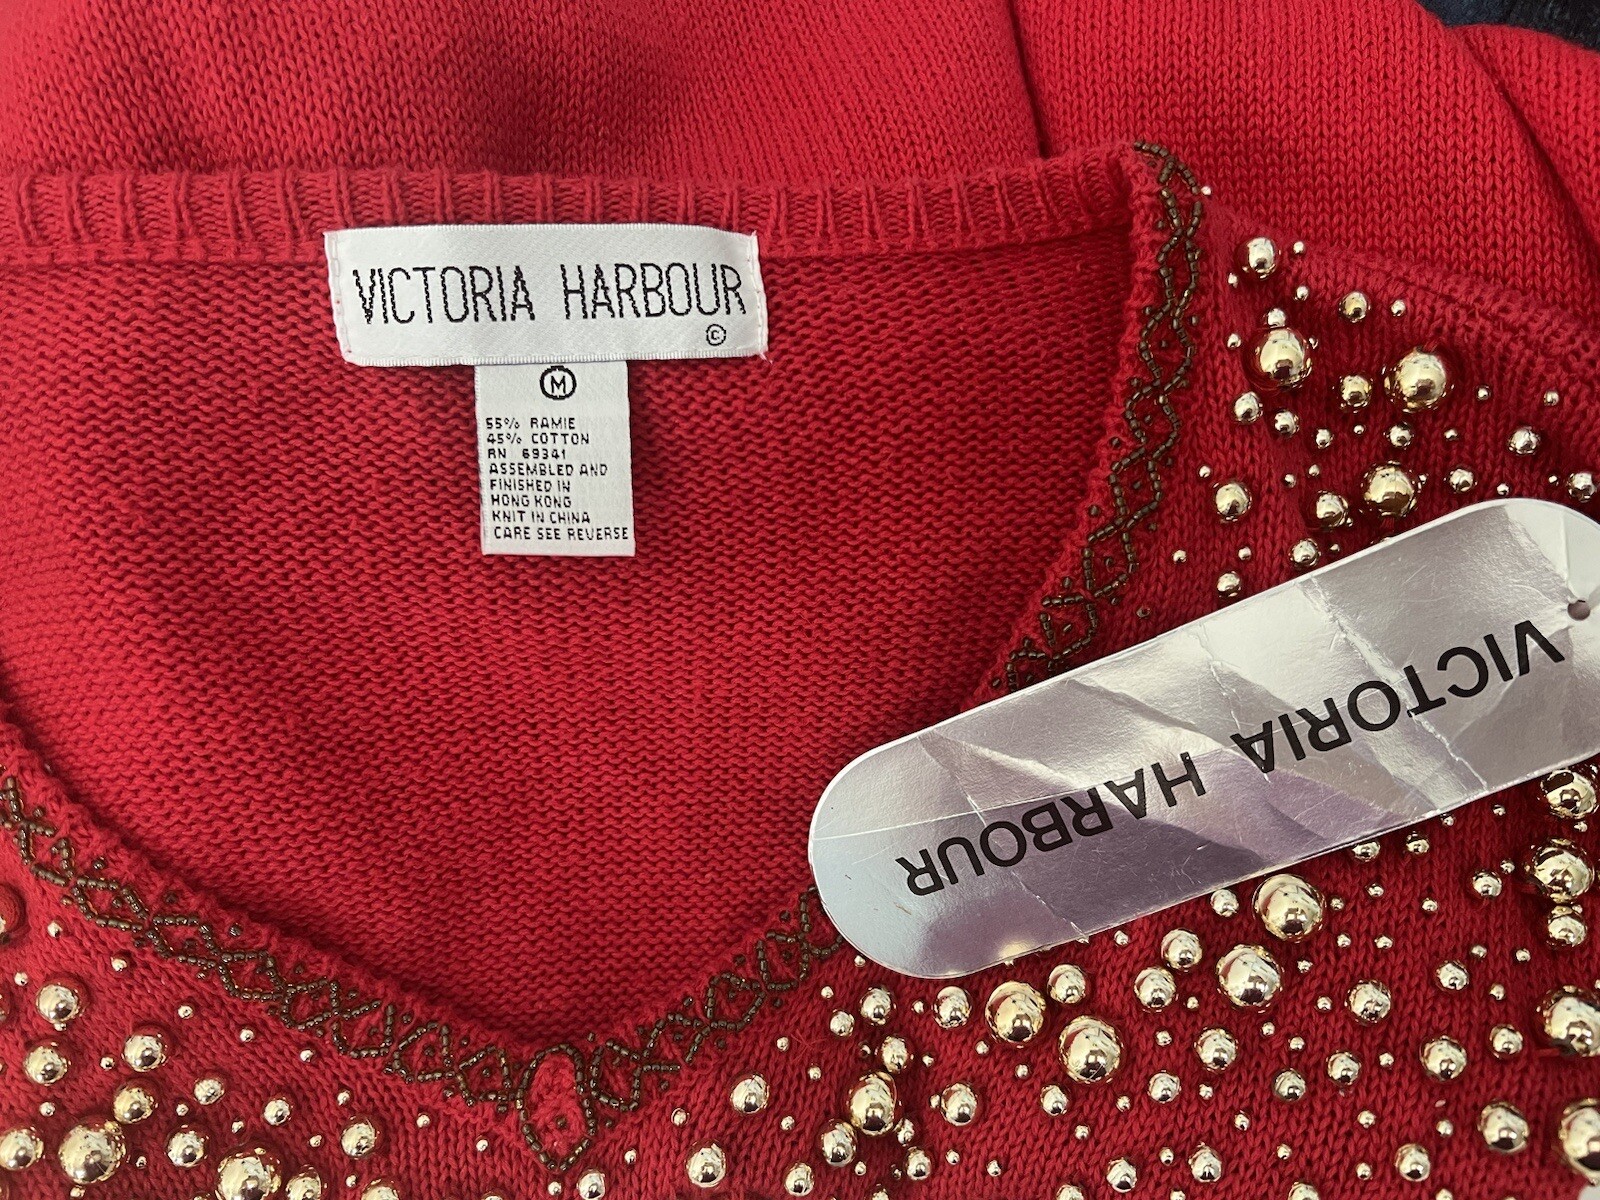 VICTORIA HARBOUR
©
M
55% RAMIE
45% COTTON
RN 69341
ASSEMBLED AND
FINISHED IN
HONG KONG
KNIT IN CHINA
CARE SEE REVERSE
VICTORIA HARBOUR